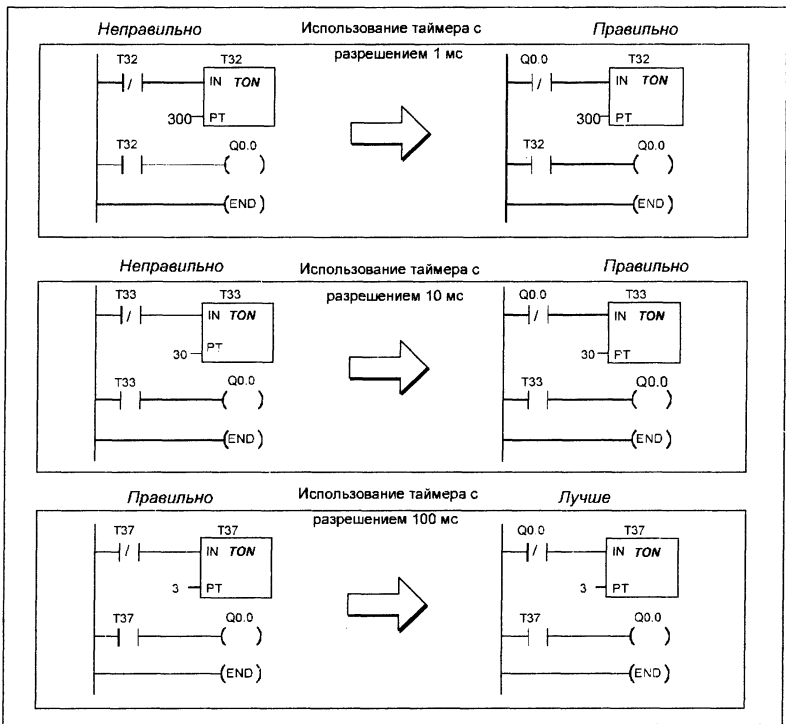 Неправильно Использование таймера с Правильно
разрешением 1 мс
T32 T32 Q0.0 T32
/ IN TON / IN TON
300 PT 300 PT
T32 Q0.0 T32 Q0.0
(END) (END)
Неправильно Использование таймера с Правильно
разрешением 10 мс
T33 T33 Q0.0 T33
/ IN TON / IN TON
30 PT 30 PT
T33 Q0.0 T33 Q0.0
(END) (END)
Правильно Использование таймера с Лучше
разрешением 100 мс
T37 T37 Q0.0 T37
/ IN TON / IN TON
3 PT 3 PT
T37 Q0.0 T37 Q0.0
(END) (END)